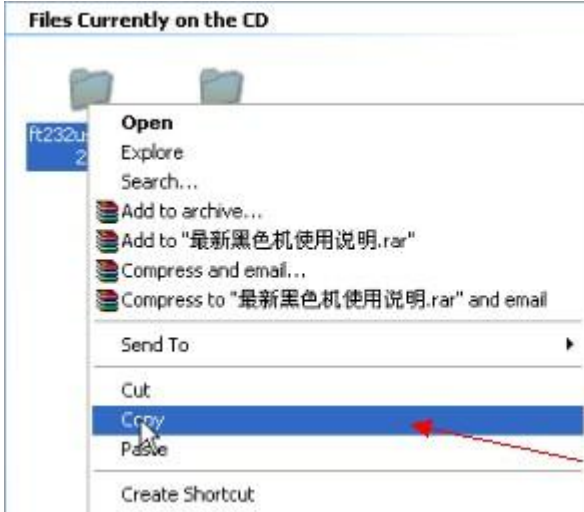 Files Currently on the CD
ft232u
2
Open
Explore
Search...
Add to archive...
Add to "最新黑色机使用说明.rar"
Compress and email...
Compress to "最新黑色机使用说明.rar" and email
Send To
Cut
Copy
Paste
Create Shortcut